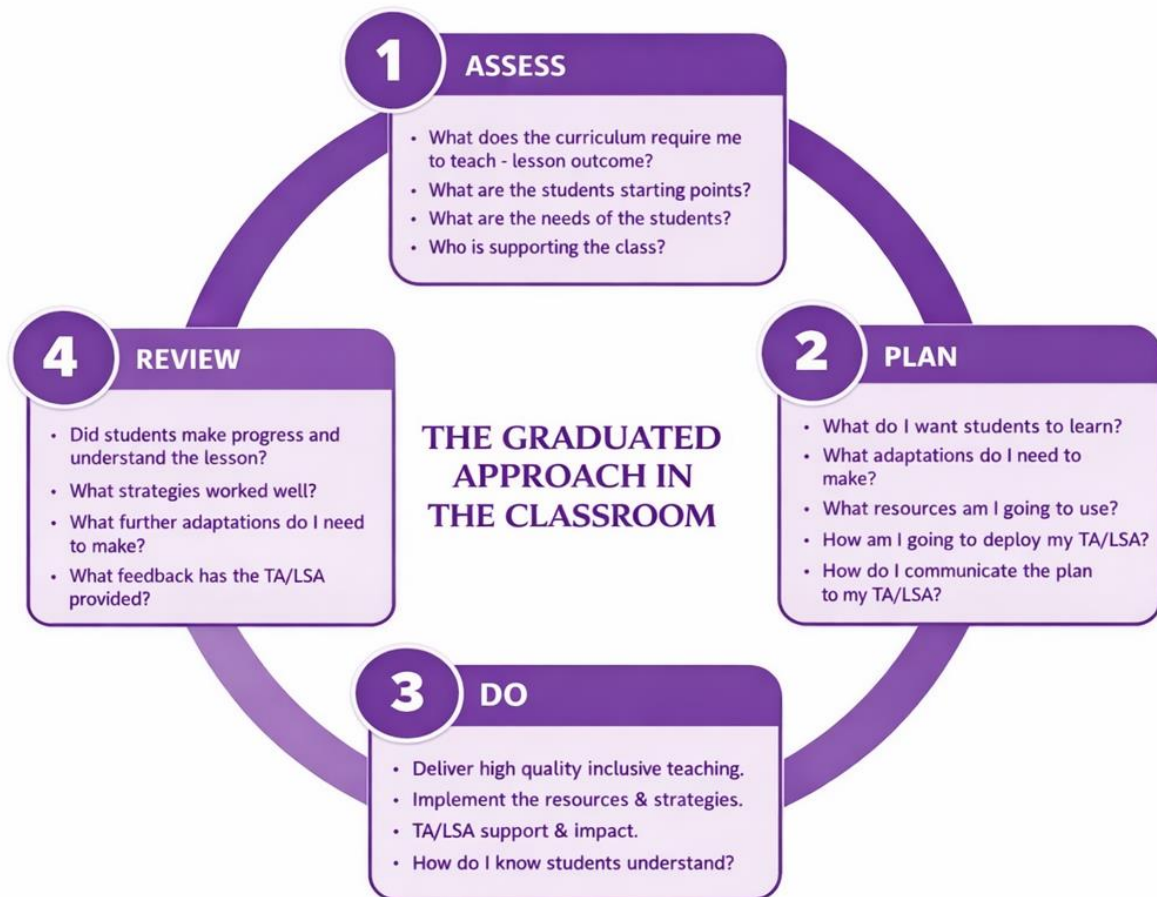 1
ASSESS
• What does the curriculum require me
to teach - lesson outcome?
• What are the students starting points?
• What are the needs of the students?
• Who is supporting the class?
2
PLAN
• What do I want students to learn?
• What adaptations do I need to
make?
• What resources am I going to use?
• How am I going to deploy my TA/LSA?
• How do I communicate the plan
to my TA/LSA?
3
DO
• Deliver high quality inclusive teaching.
• Implement the resources & strategies.
• TA/LSA support & impact.
• How do I know students understand?
4
REVIEW
• Did students make progress and
understand the lesson?
• What strategies worked well?
• What further adaptations do I need
to make?
• What feedback has the TA/LSA
provided?
THE GRADUATED
APPROACH IN
THE CLASSROOM